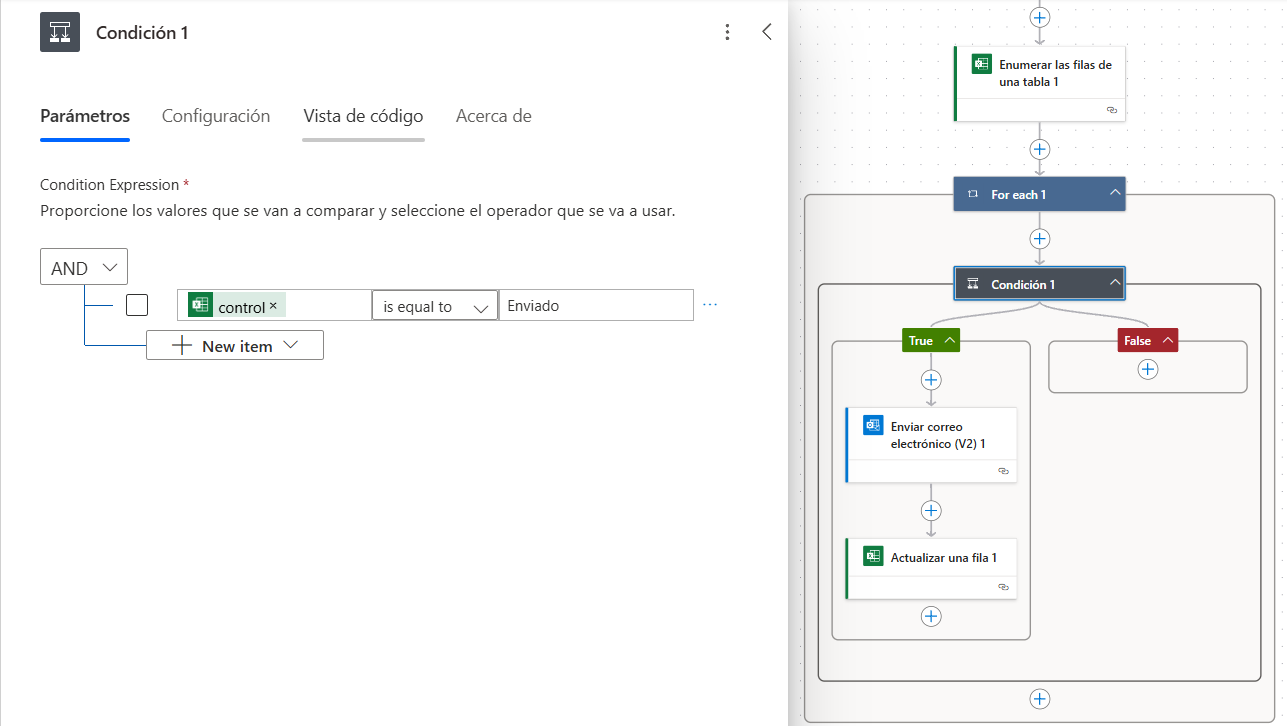 Condición 1
Parámetros
Configuración
Vista de código
Acerca de
Condition Expression *
Proporcione los valores que se van a comparar y seleccione el operador que se va a usar.
AND
control ×
is equal to
Enviado
...
New item
Enumerar las filas de
una tabla 1
For each 1
Condición 1
True
False
Enviar correo
electrónico (V2) 1
Actualizar una fila 1